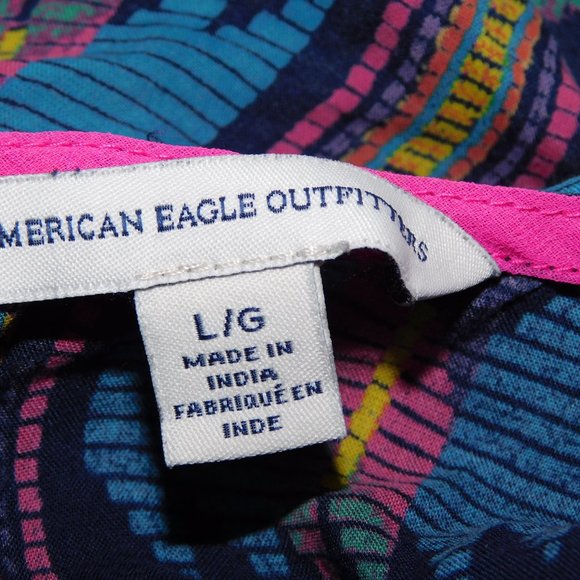 MERICAN EAGLE OUTFITTERS
L/G
MADE IN
INDIA
FABRIQUÉ EN
INDE